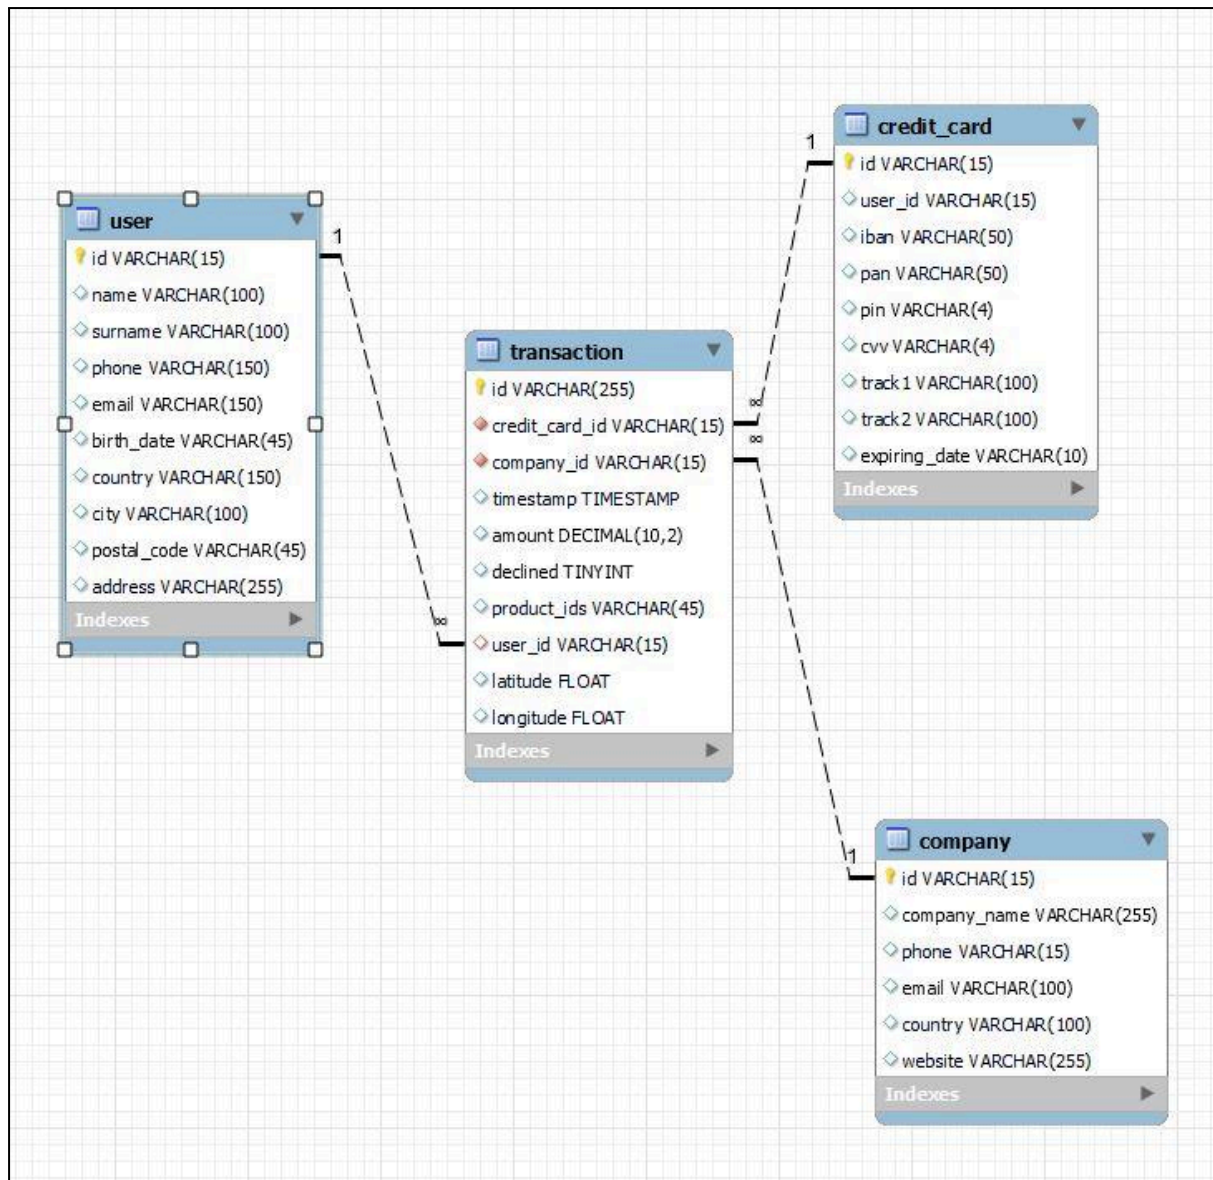 user
id VARCHAR(15)
name VARCHAR(100)
surname VARCHAR(100)
phone VARCHAR(150)
email VARCHAR(150)
birth_date VARCHAR(45)
country VARCHAR(150)
city VARCHAR(100)
postal_code VARCHAR(45)
address VARCHAR(255)
Indexes
1
∞
transaction
id VARCHAR(255)
credit_card_id VARCHAR(15)
company_id VARCHAR(15)
timestamp TIMESTAMP
amount DECIMAL(10,2)
declined TINYINT
product_ids VARCHAR(45)
user_id VARCHAR(15)
latitude FLOAT
longitude FLOAT
Indexes
∞
∞
1
credit_card
id VARCHAR(15)
user_id VARCHAR(15)
iban VARCHAR(50)
pan VARCHAR(50)
pin VARCHAR(4)
cvv VARCHAR(4)
track1 VARCHAR(100)
track2 VARCHAR(100)
expiring_date VARCHAR(10)
Indexes
1
company
id VARCHAR(15)
company_name VARCHAR(255)
phone VARCHAR(15)
email VARCHAR(100)
country VARCHAR(100)
website VARCHAR(255)
Indexes